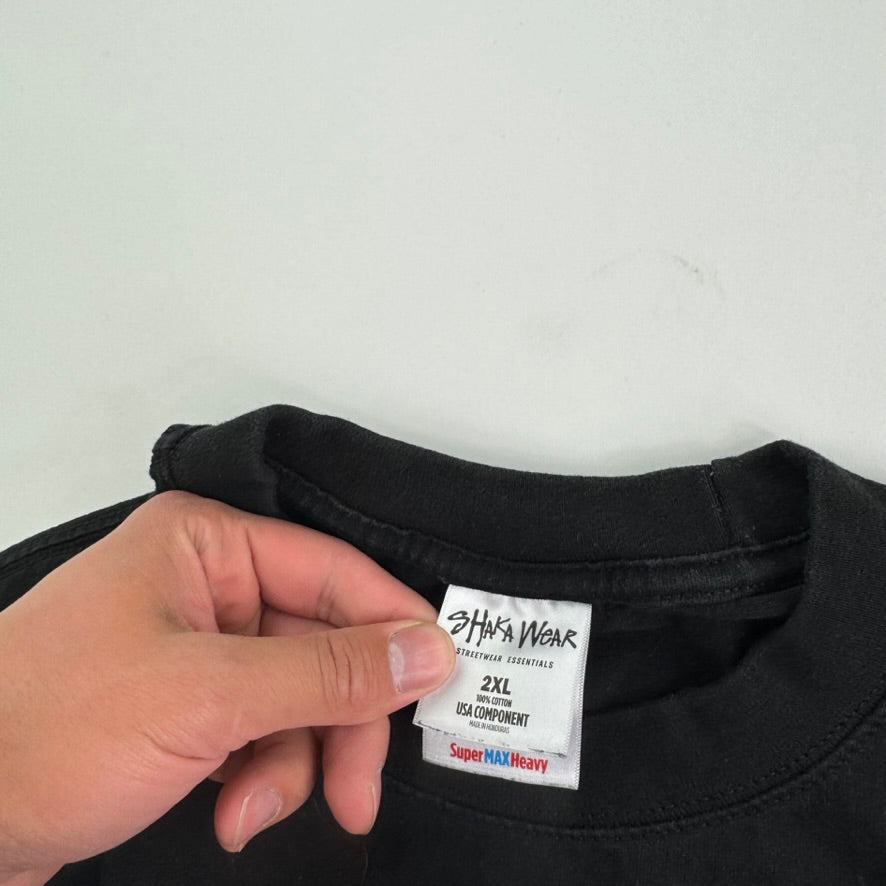 SHAKA WEAR
STREETWEAR ESSENTIALS
2XL
100% COTTON
USA COMPONENT
MADE IN HONDURAS
SuperMAXHeavy